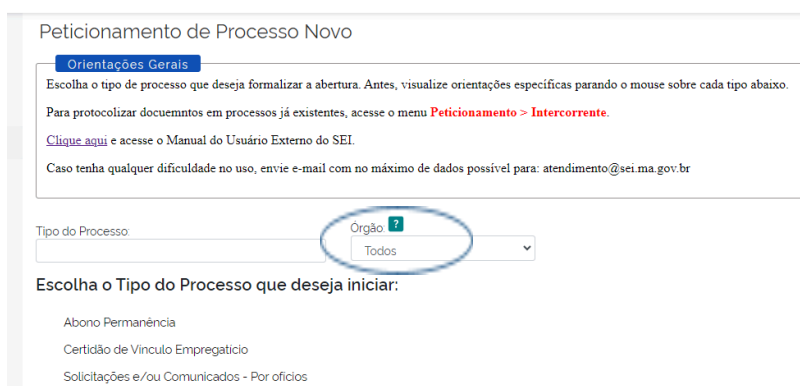 Peticionamento de Processo Novo
Orientações Gerais
Escolha o tipo de processo que deseja formalizar a abertura. Antes, visualize orientações específicas parando o mouse sobre cada tipo abaixo.
Para protocolizar docuemntos em processos já existentes, acesse o menu Peticionamento > Intercorrente.
Clique aqui e acesse o Manual do Usuário Externo do SEI.
Caso tenha qualquer dificuldade no uso, envie e-mail com no máximo de dados possível para: atendimento@sei.ma.gov.br
Tipo do Processo:
Órgão: ?
Todos
Escolha o Tipo do Processo que deseja iniciar:
Abono Permanência
Certidão de Vinculo Empregatício
Solicitações e/ou Comunicados - Por ofícios